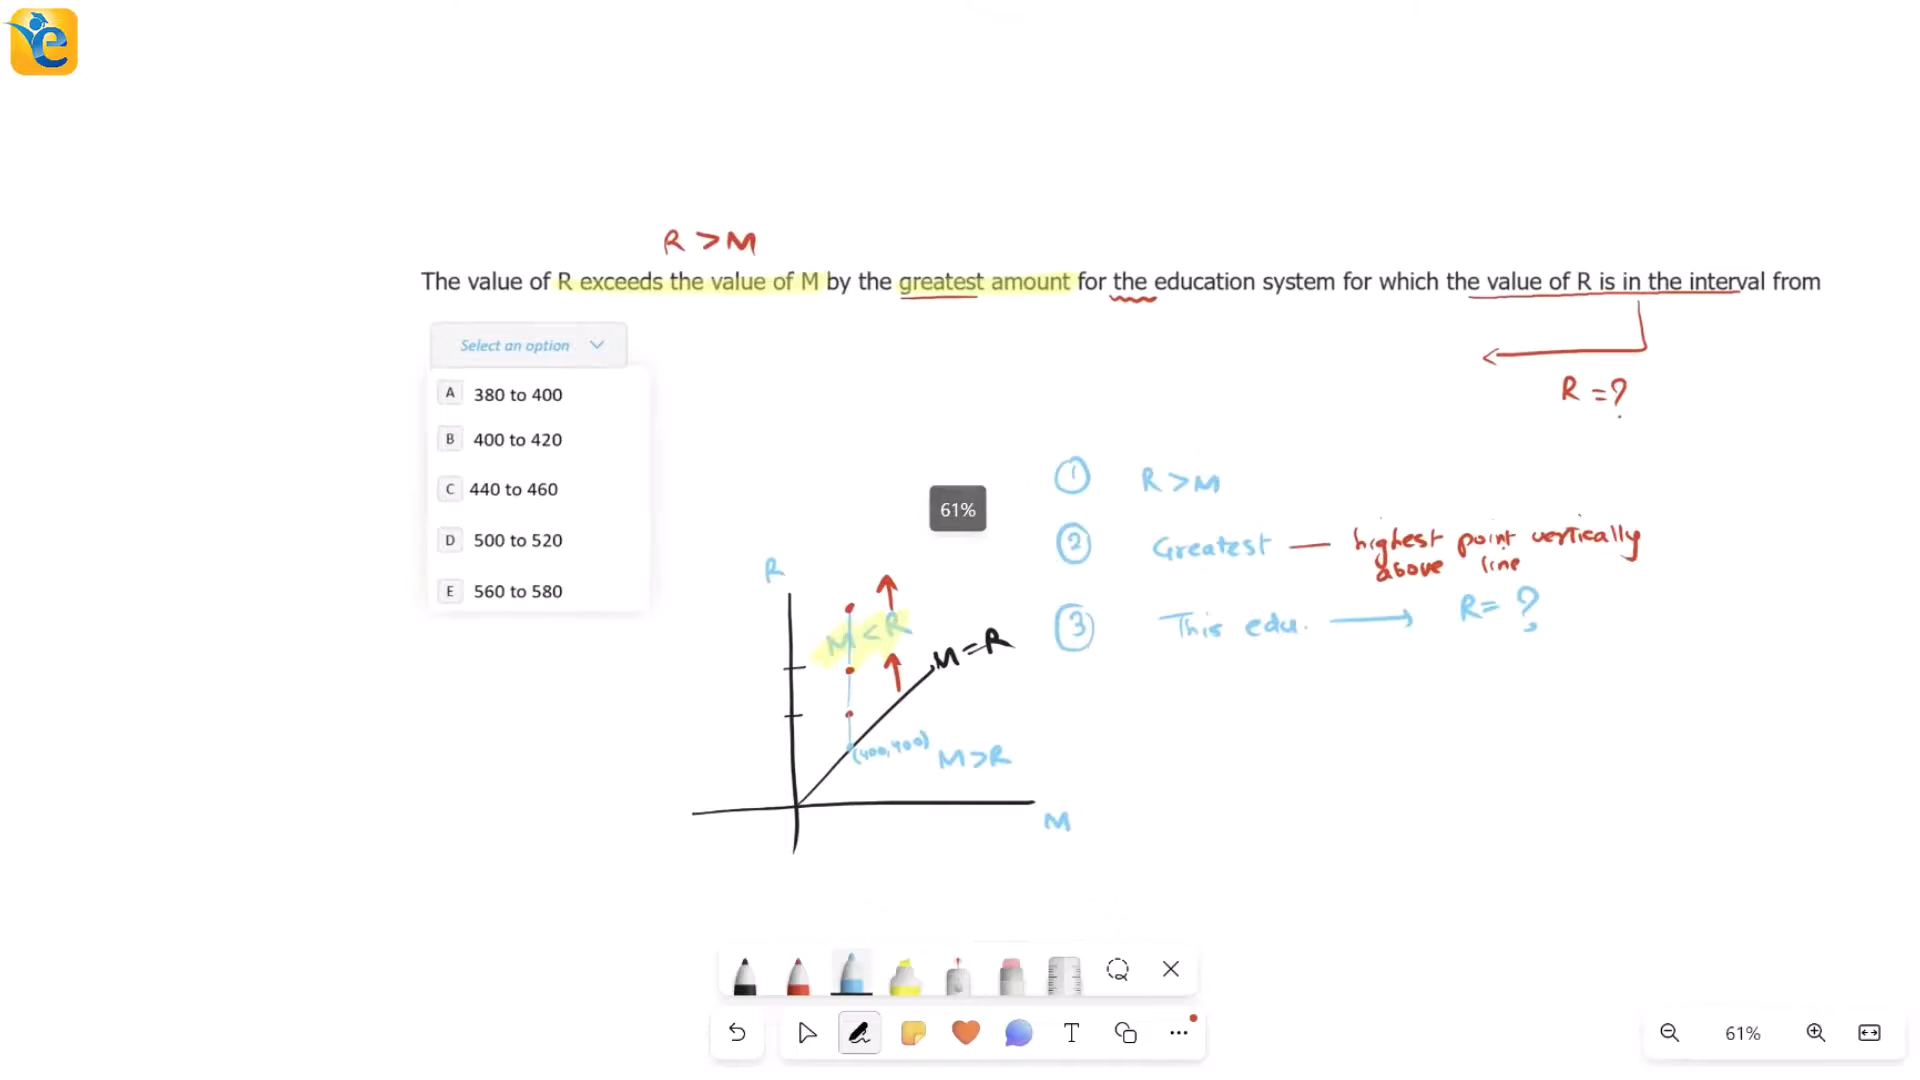 e
R > M
The value of R exceeds the value of M by the greatest amount for the education system for which the value of R is in the interval from
Select an option
A 380 to 400
B 400 to 420
C 440 to 460
D 500 to 520
E 560 to 580
R = ?
61%
① R > M
② Greatest — highest point vertically
above line
③ This edu. → R = ?
R
M < R
M = R
(400,400)
M > R
M
T
61%